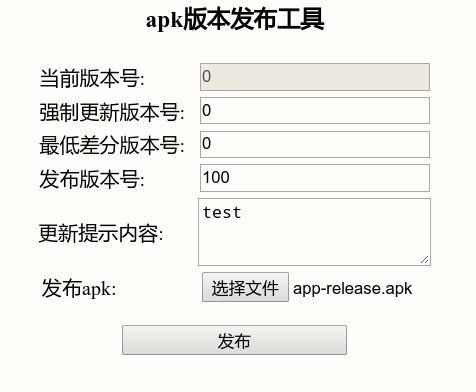 apk版本发布工具
当前版本号: 0
强制更新版本号: 0
最低差分版本号: 0
发布版本号: 100
更新提示内容: test
发布apk: 选择文件 app-release.apk
发布